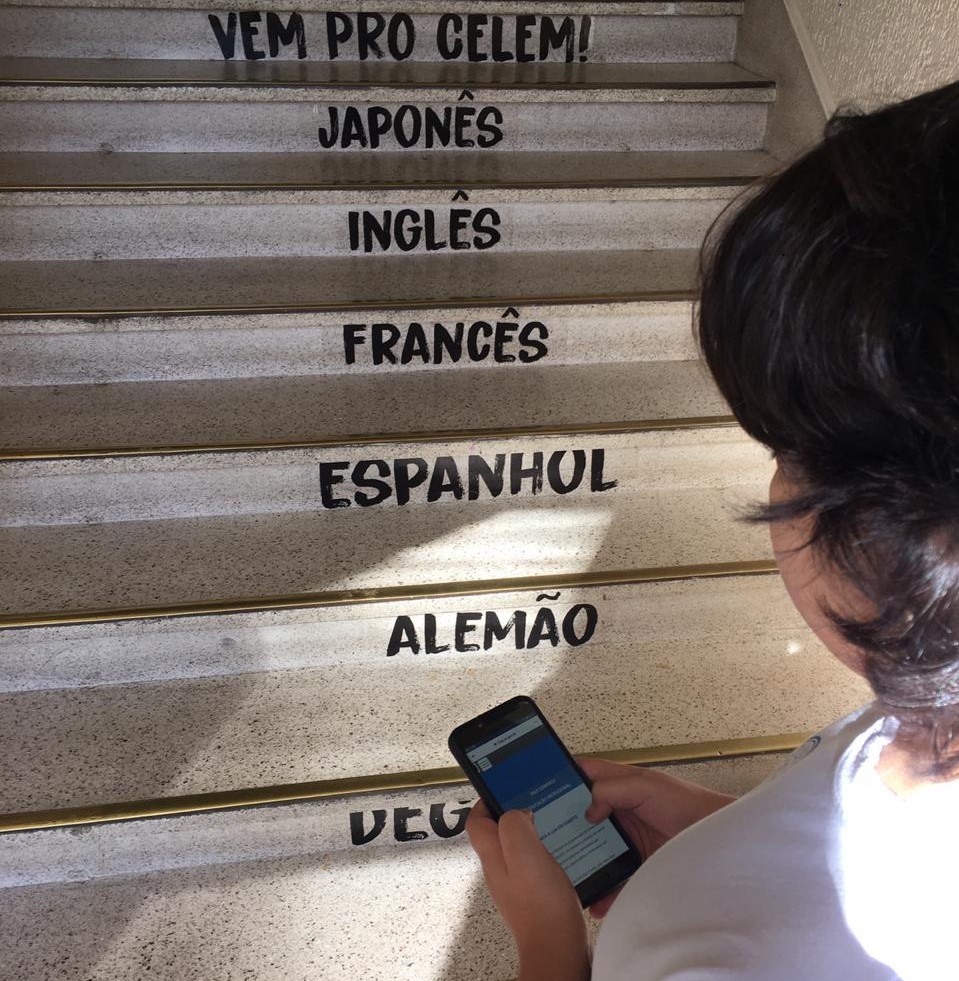 VEM PRO CELEM!
JAPONÊS
INGLÊS
FRANCÊS
ESPANHOL
ALEMÃO